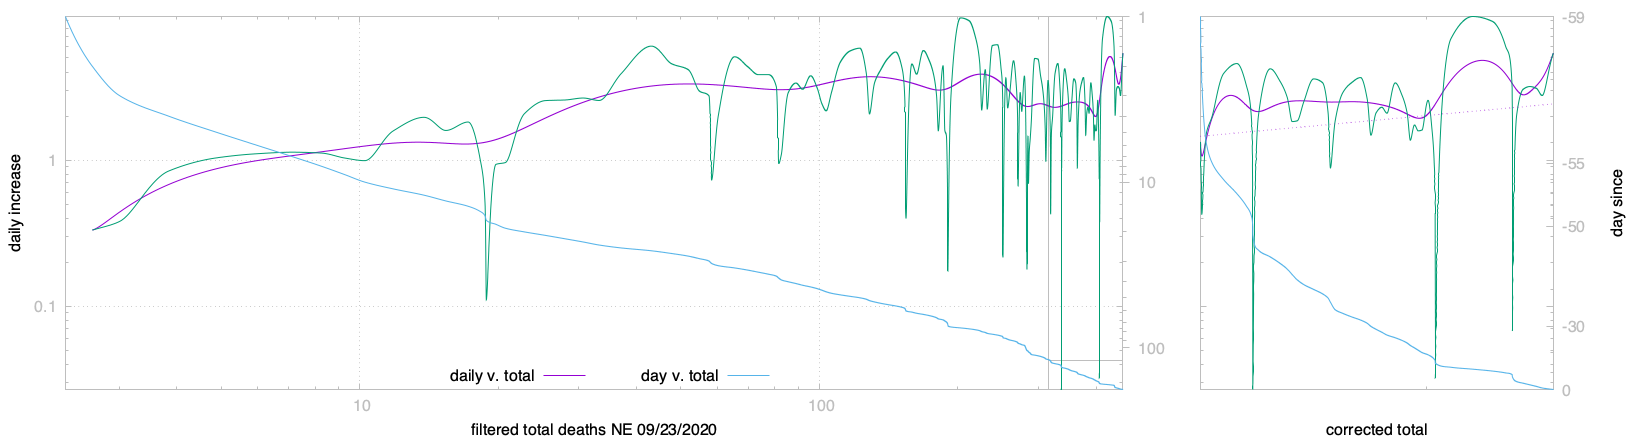 1
-59
1
-55
10
-50
0.1
-30
100
0
daily increase
day since
daily v. total
day v. total
10
100
filtered total deaths NE 09/23/2020
corrected total